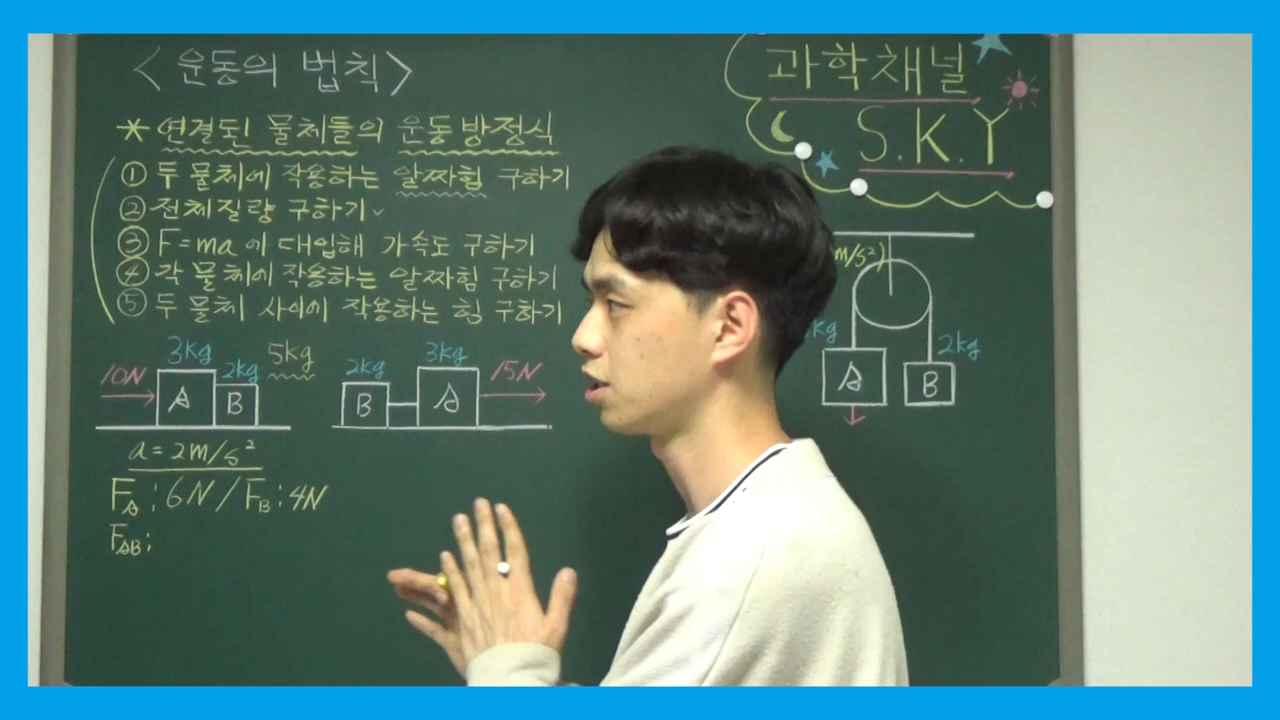 <운동의 법칙>
과학채널
S.K.Y
* 연결된 물체들의 운동방정식
① 두 물체에 작용하는 알짜힘 구하기
② 전체질량 구하기
③ F=ma에 대입해 가속도 구하기
④ 각 물체에 작용하는 알짜힘 구하기
⑤ 두 물체 사이에 작용하는 힘 구하기
10N
3kg
2kg
5kg
A
B
2kg
3kg
15N
B
A
m/s²)
kg
2kg
A
B
a = 2m/s²
F_A : 6N / F_B : 4N
F_AB :